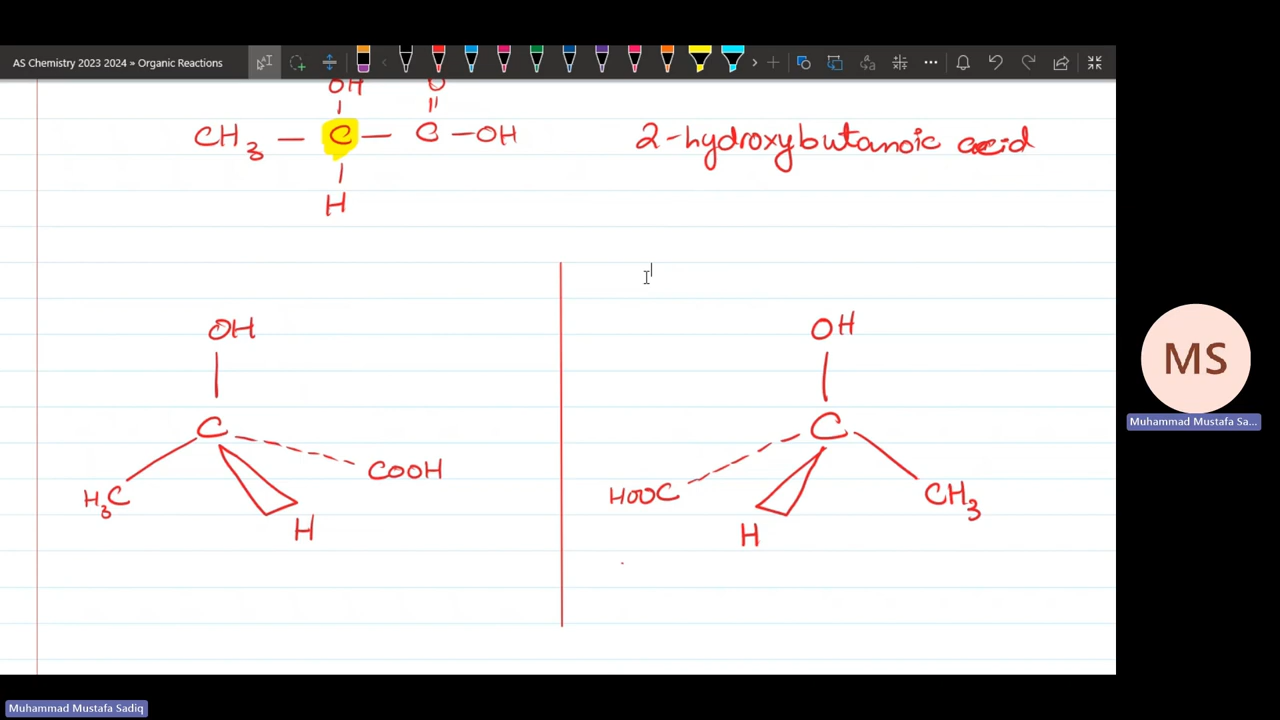 AS Chemistry 2023 2024 » Organic Reactions
OH O
CH3 — C — C — OH 2-hydroxybutanoic acid
H
OH OH
C C
COOH
H3C HOOC CH3
H H
MS
Muhammad Mustafa Sa...
Muhammad Mustafa Sadiq